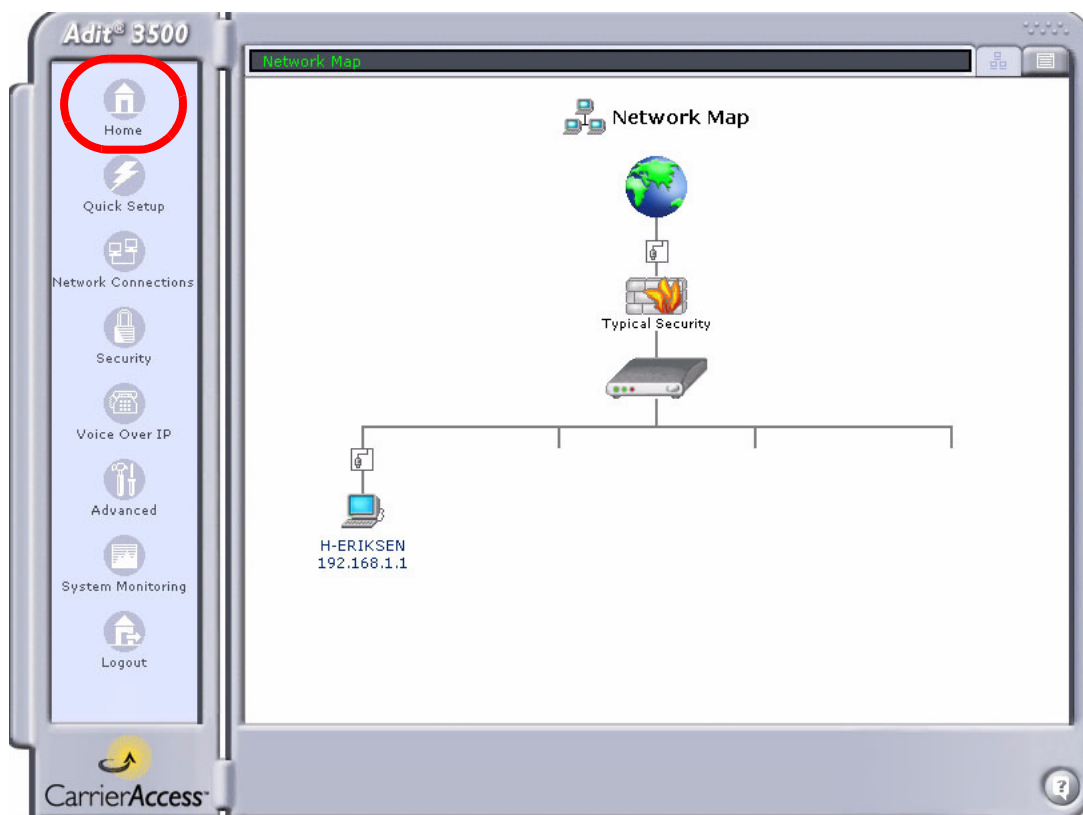 Adit® 3500
Network Map
Home
Quick Setup
Network Connections
Security
Voice Over IP
Advanced
System Monitoring
Logout
Network Map
Typical Security
H-ERIKSEN
192.168.1.1
CarrierAccess™
?